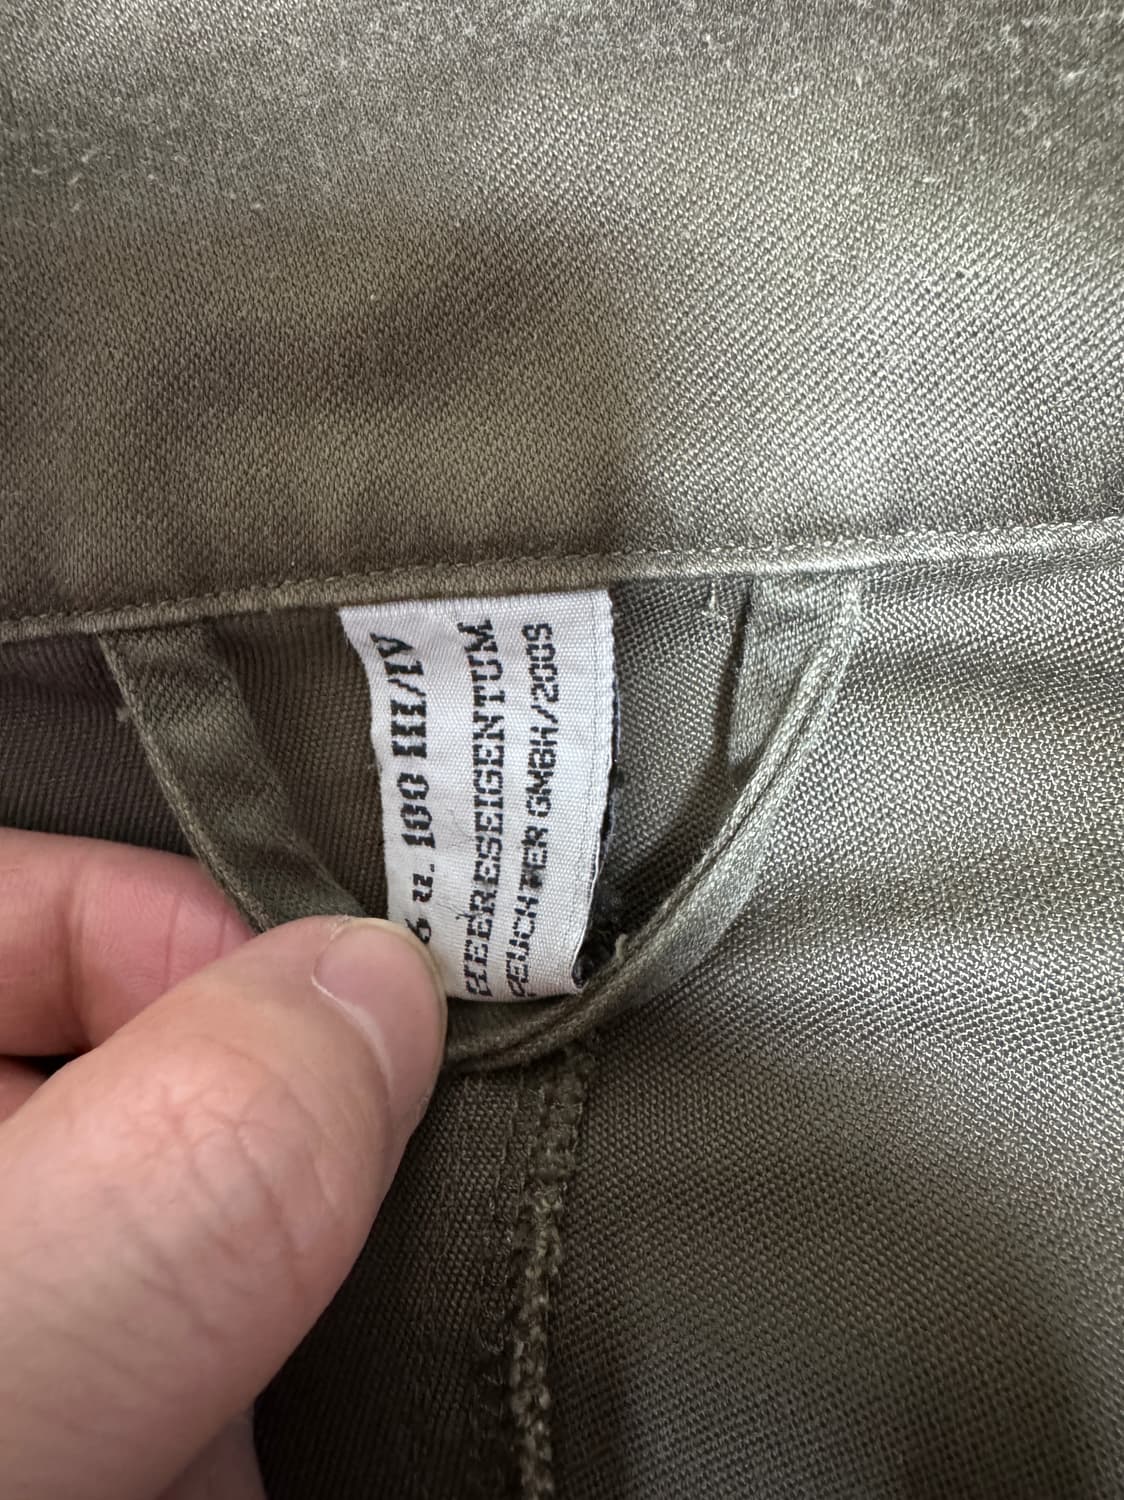 6 u. 100 III/IV
HEERESEIGENTUM
GMBH/2005